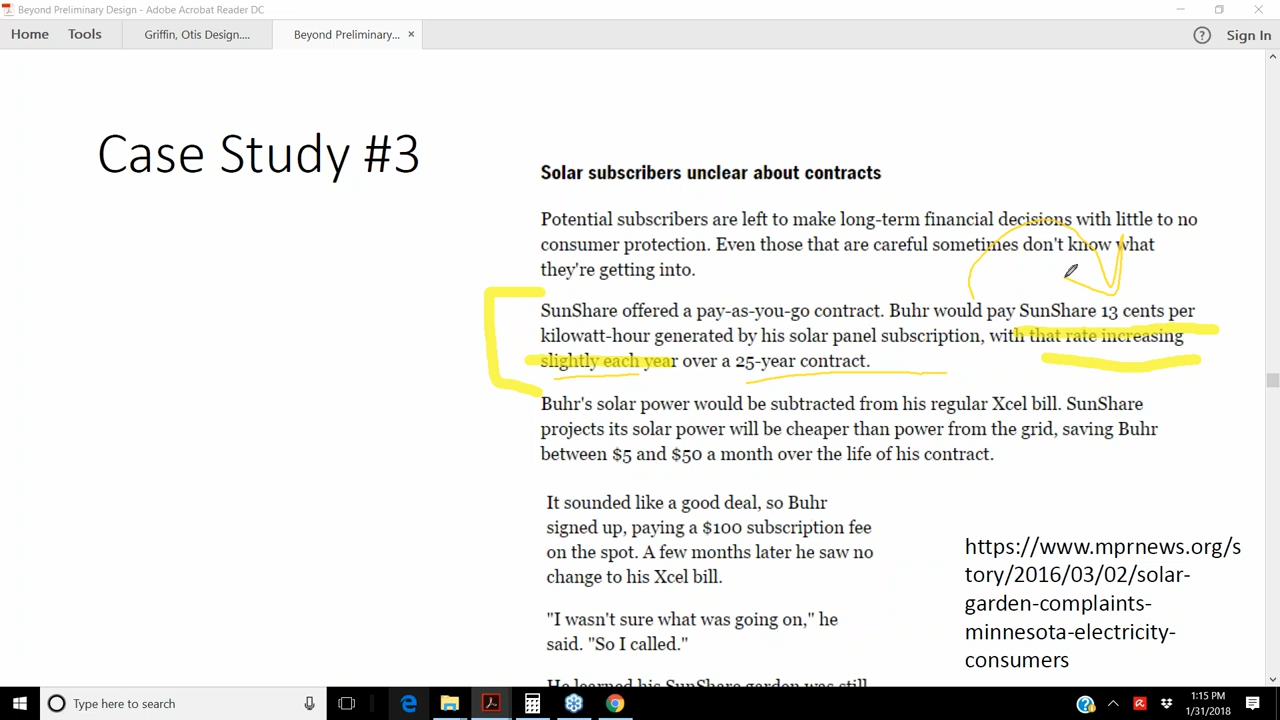 Beyond Preliminary Design - Adobe Acrobat Reader DC
Home Tools Griffin, Otis Design.... Beyond Preliminary... × ? Sign In
Case Study #3
Solar subscribers unclear about contracts
Potential subscribers are left to make long-term financial decisions with little to no
consumer protection. Even those that are careful sometimes don't know what
they're getting into.
SunShare offered a pay-as-you-go contract. Buhr would pay SunShare 13 cents per
kilowatt-hour generated by his solar panel subscription, with that rate increasing
slightly each year over a 25-year contract.
Buhr's solar power would be subtracted from his regular Xcel bill. SunShare
projects its solar power will be cheaper than power from the grid, saving Buhr
between $5 and $50 a month over the life of his contract.
It sounded like a good deal, so Buhr
signed up, paying a $100 subscription fee
on the spot. A few months later he saw no
change to his Xcel bill.
"I wasn't sure what was going on," he
said. "So I called."
He learned his SunShare garden was still
https://www.mprnews.org/s
tory/2016/03/02/solar-
garden-complaints-
minnesota-electricity-
consumers
Type here to search
1:15 PM
1/31/2018